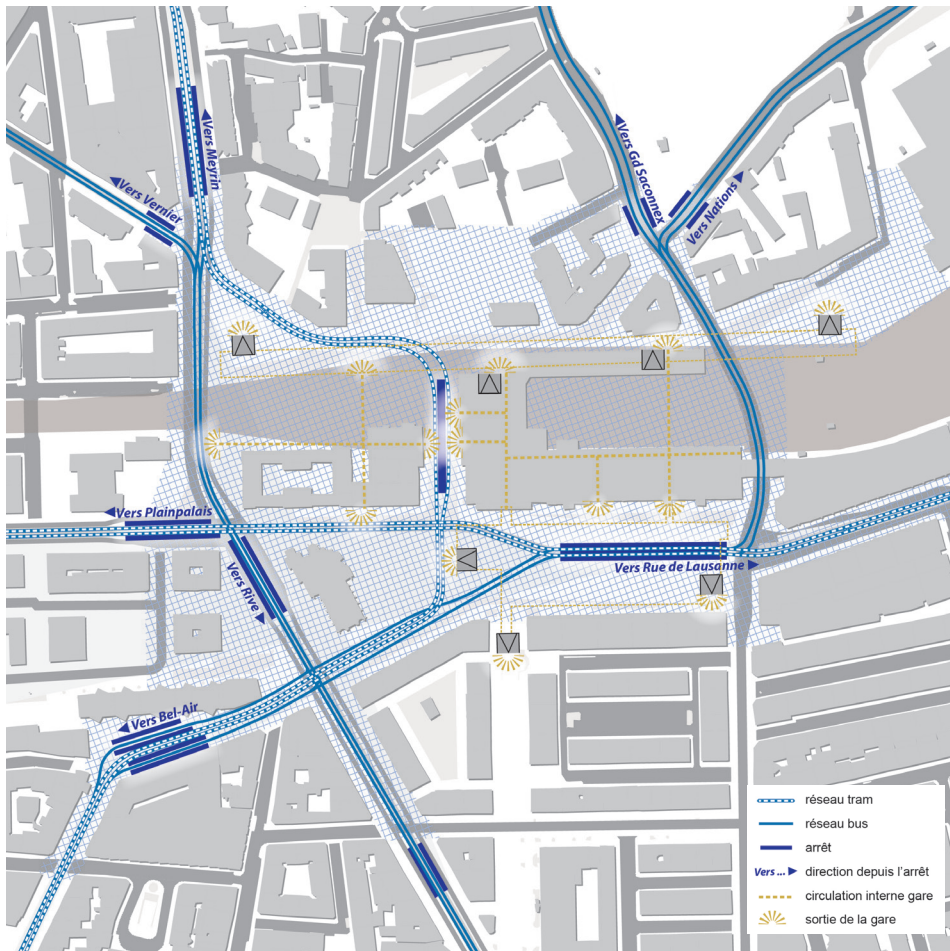 Vers Gd Saconnex
Vers Meyrin
Vers Vernier
Vers Nations
Vers Plainpalais
Vers Rive
Vers Rue de Lausanne
Vers Bel-Air
réseau tram
réseau bus
arrêt
Vers ... direction depuis l'arrêt
circulation interne gare
sortie de la gare